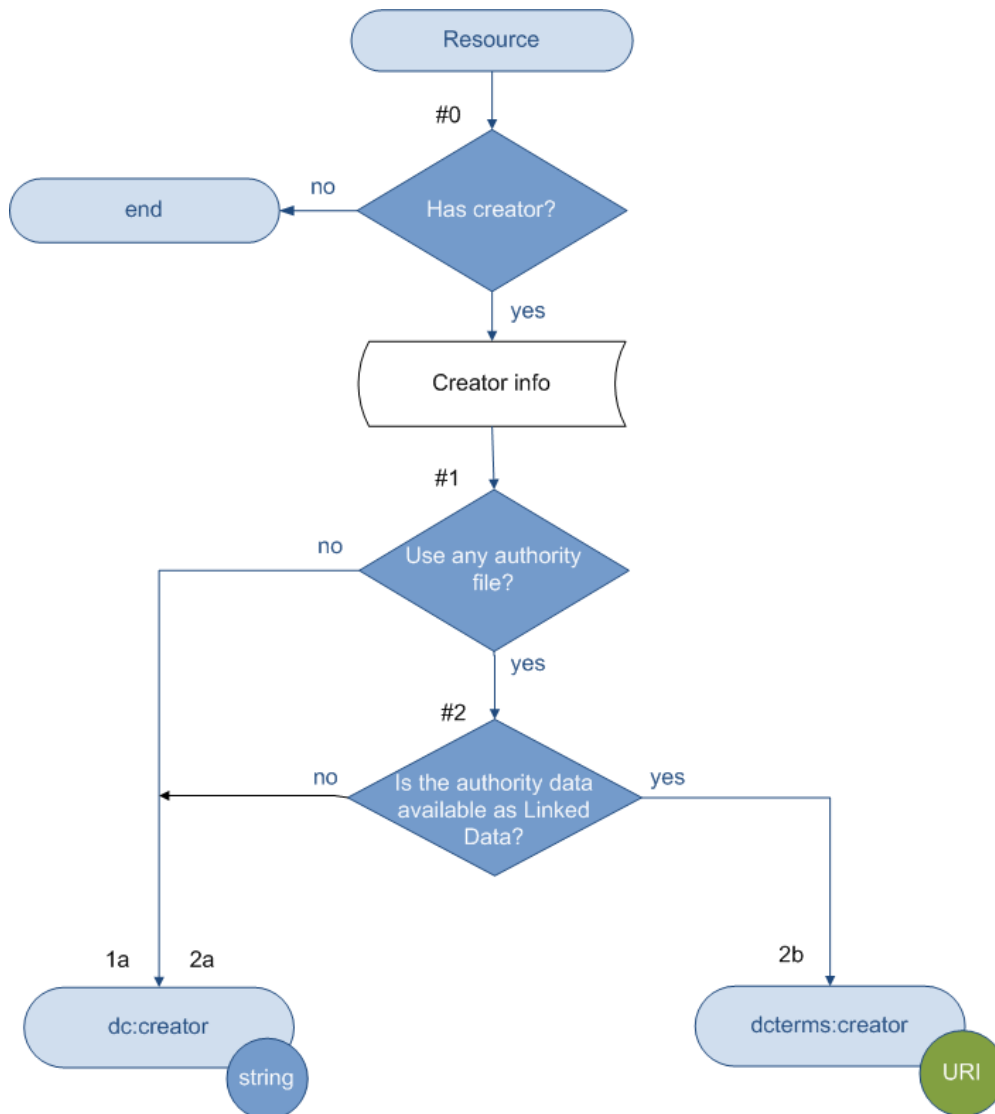 Resource
#0
no
Has creator?
end
yes
Creator info
#1
no
Use any authority
file?
yes
#2
no
Is the authority data
available as Linked
Data?
yes
1a
2a
2b
dc:creator
dcterms:creator
string
URI